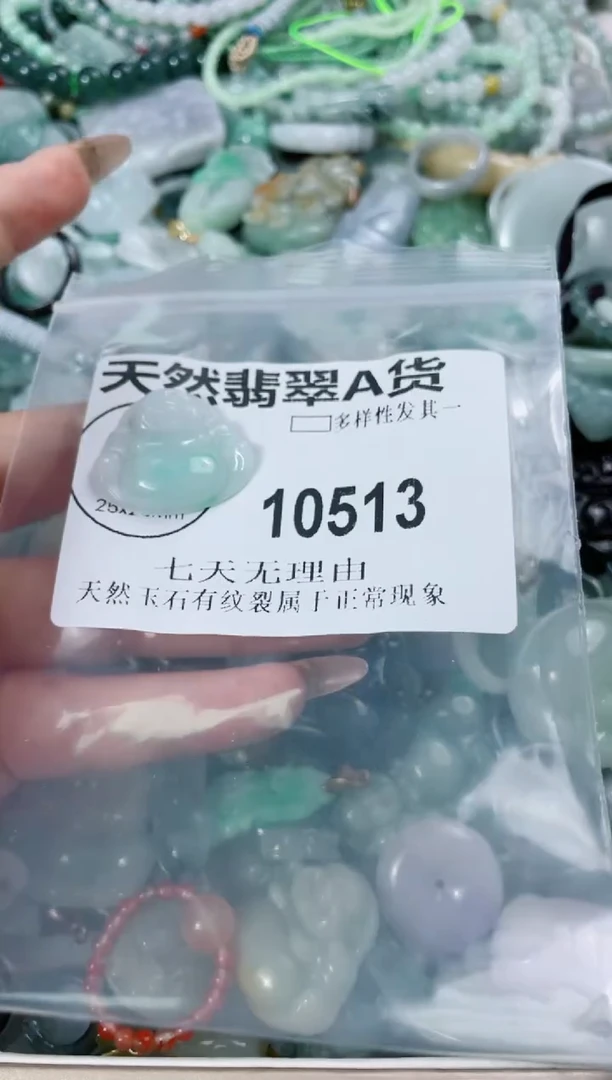 天然翡翠A货
多样性发其一
10513
七天无理由
天然玉石有纹裂属于正常现象